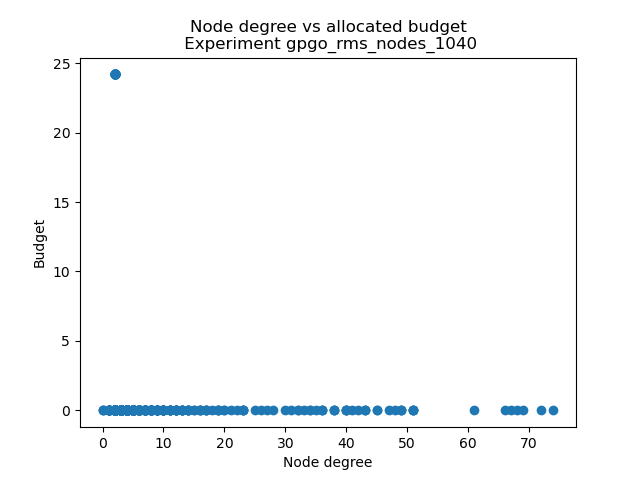 Node degree vs allocated budget
Experiment gpgo_rms_nodes_1040
25
20
15
10
5
0
Budget
0 10 20 30 40 50 60 70
Node degree